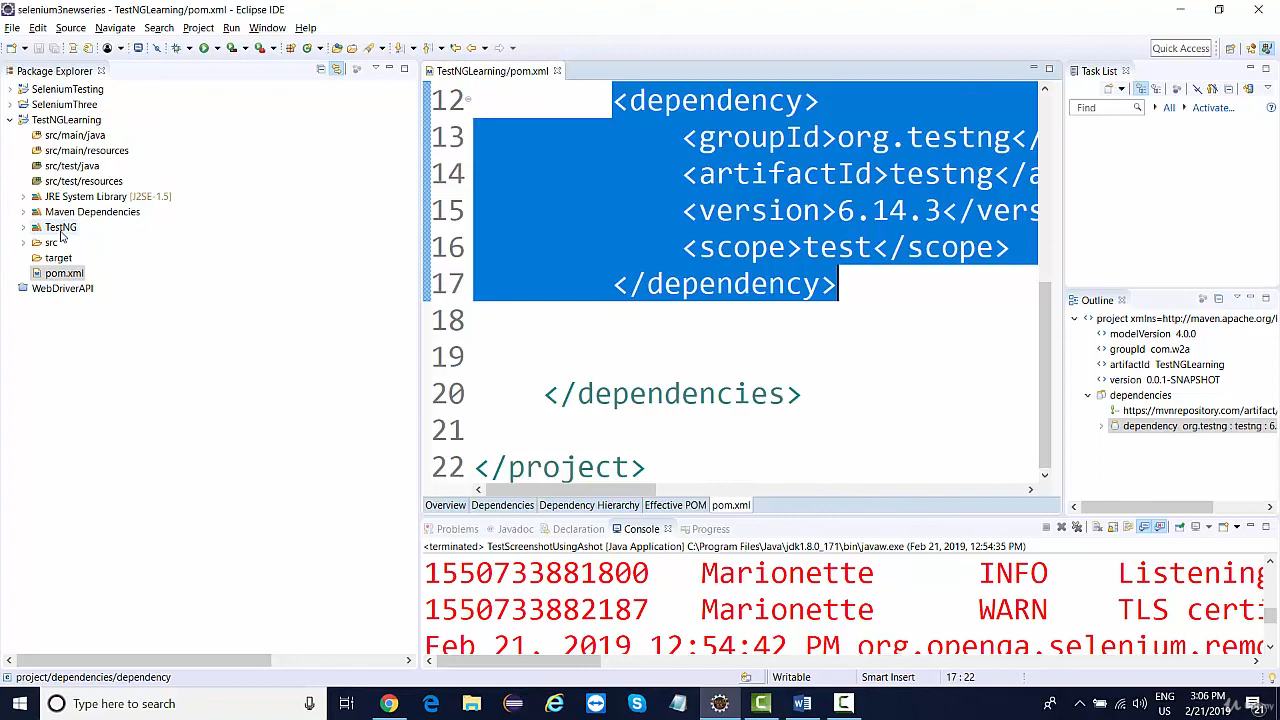 selenium3newseries - TestNGLearning/pom.xml - Eclipse IDE
File Edit Source Refactor Navigate Search Project Run Window Help
Quick Access
Package Explorer
SeleniumTesting
SeleniumThree
TestNGLearning
src/main/java
src/main/resources
src/test/java
src/test/resources
JRE System Library [J2SE-1.5]
Maven Dependencies
TestNG
src
target
pom.xml
WebDriverAPI
TestNGLearning/pom.xml
12 <dependency>
13 <groupId>org.testng</
14 <artifactId>testng</a
15 <version>6.14.3</vers
16 <scope>test</scope>
17 </dependency>
18
19
20 </dependencies>
21
22 </project>
Overview Dependencies Dependency Hierarchy Effective POM pom.xml
Task List
Find All Activate...
Outline
project xmlns=http://maven.apache.org/l
modelVersion 4.0.0
groupId com.w2a
artifactId TestNGLearning
version 0.0.1-SNAPSHOT
dependencies
https://mvnrepository.com/artifact/
dependency org.testng : testng : 6.
Problems Javadoc Declaration Console Progress
<terminated> TestScreenshotUsingAshot [Java Application] C:\Program Files\Java\jdk1.8.0_171\bin\javaw.exe (Feb 21, 2019, 12:54:35 PM)
1550733881800 Marionette INFO Listening
1550733882187 Marionette WARN TLS certi
Feb 21, 2019 12:54:42 PM org.openqa.selenium.remo
project/dependencies/dependency
Writable Smart Insert 17 : 22
Type here to search
ENG
US
3:06 PM
2/21/2019
21